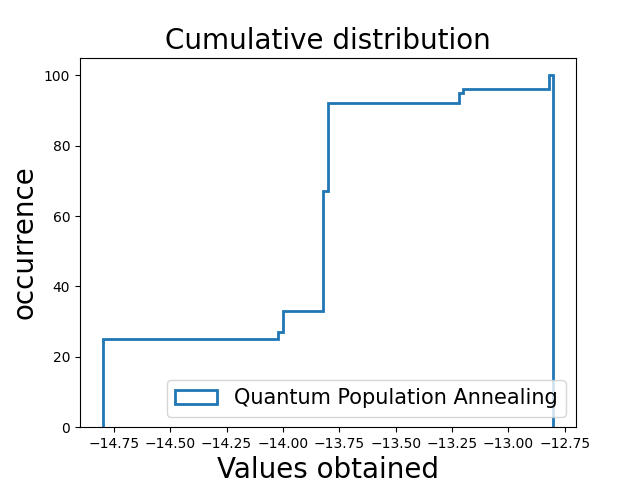 Cumulative distribution
occurrence
100
80
60
40
20
0
Quantum Population Annealing
−14.75 −14.50 −14.25 −14.00 −13.75 −13.50 −13.25 −13.00 −12.75
Values obtained